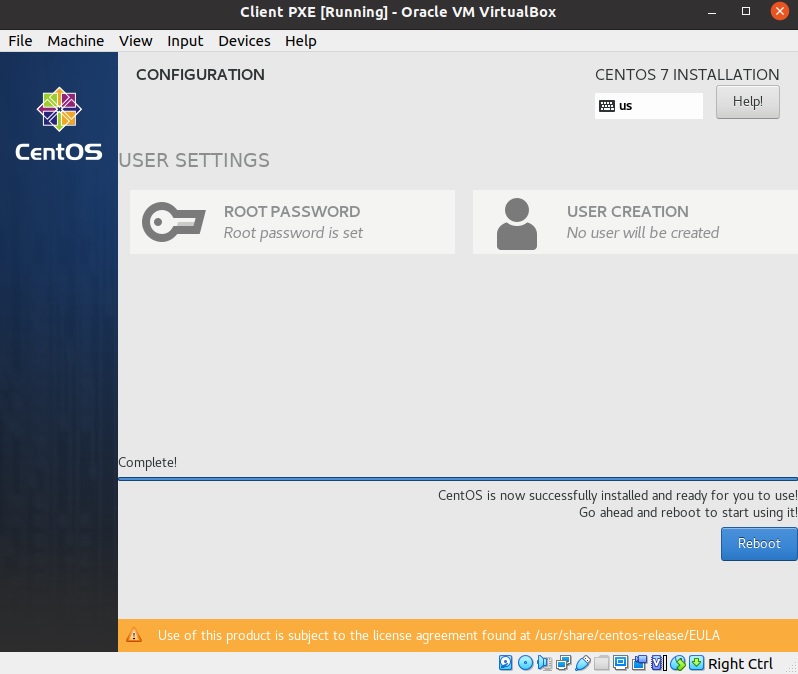 Client PXE [Running] - Oracle VM VirtualBox
File Machine View Input Devices Help
CentOS
CONFIGURATION
CENTOS 7 INSTALLATION
us
Help!
USER SETTINGS
ROOT PASSWORD
Root password is set
USER CREATION
No user will be created
Complete!
CentOS is now successfully installed and ready for you to use!
Go ahead and reboot to start using it!
Reboot
Use of this product is subject to the license agreement found at /usr/share/centos-release/EULA
Right Ctrl